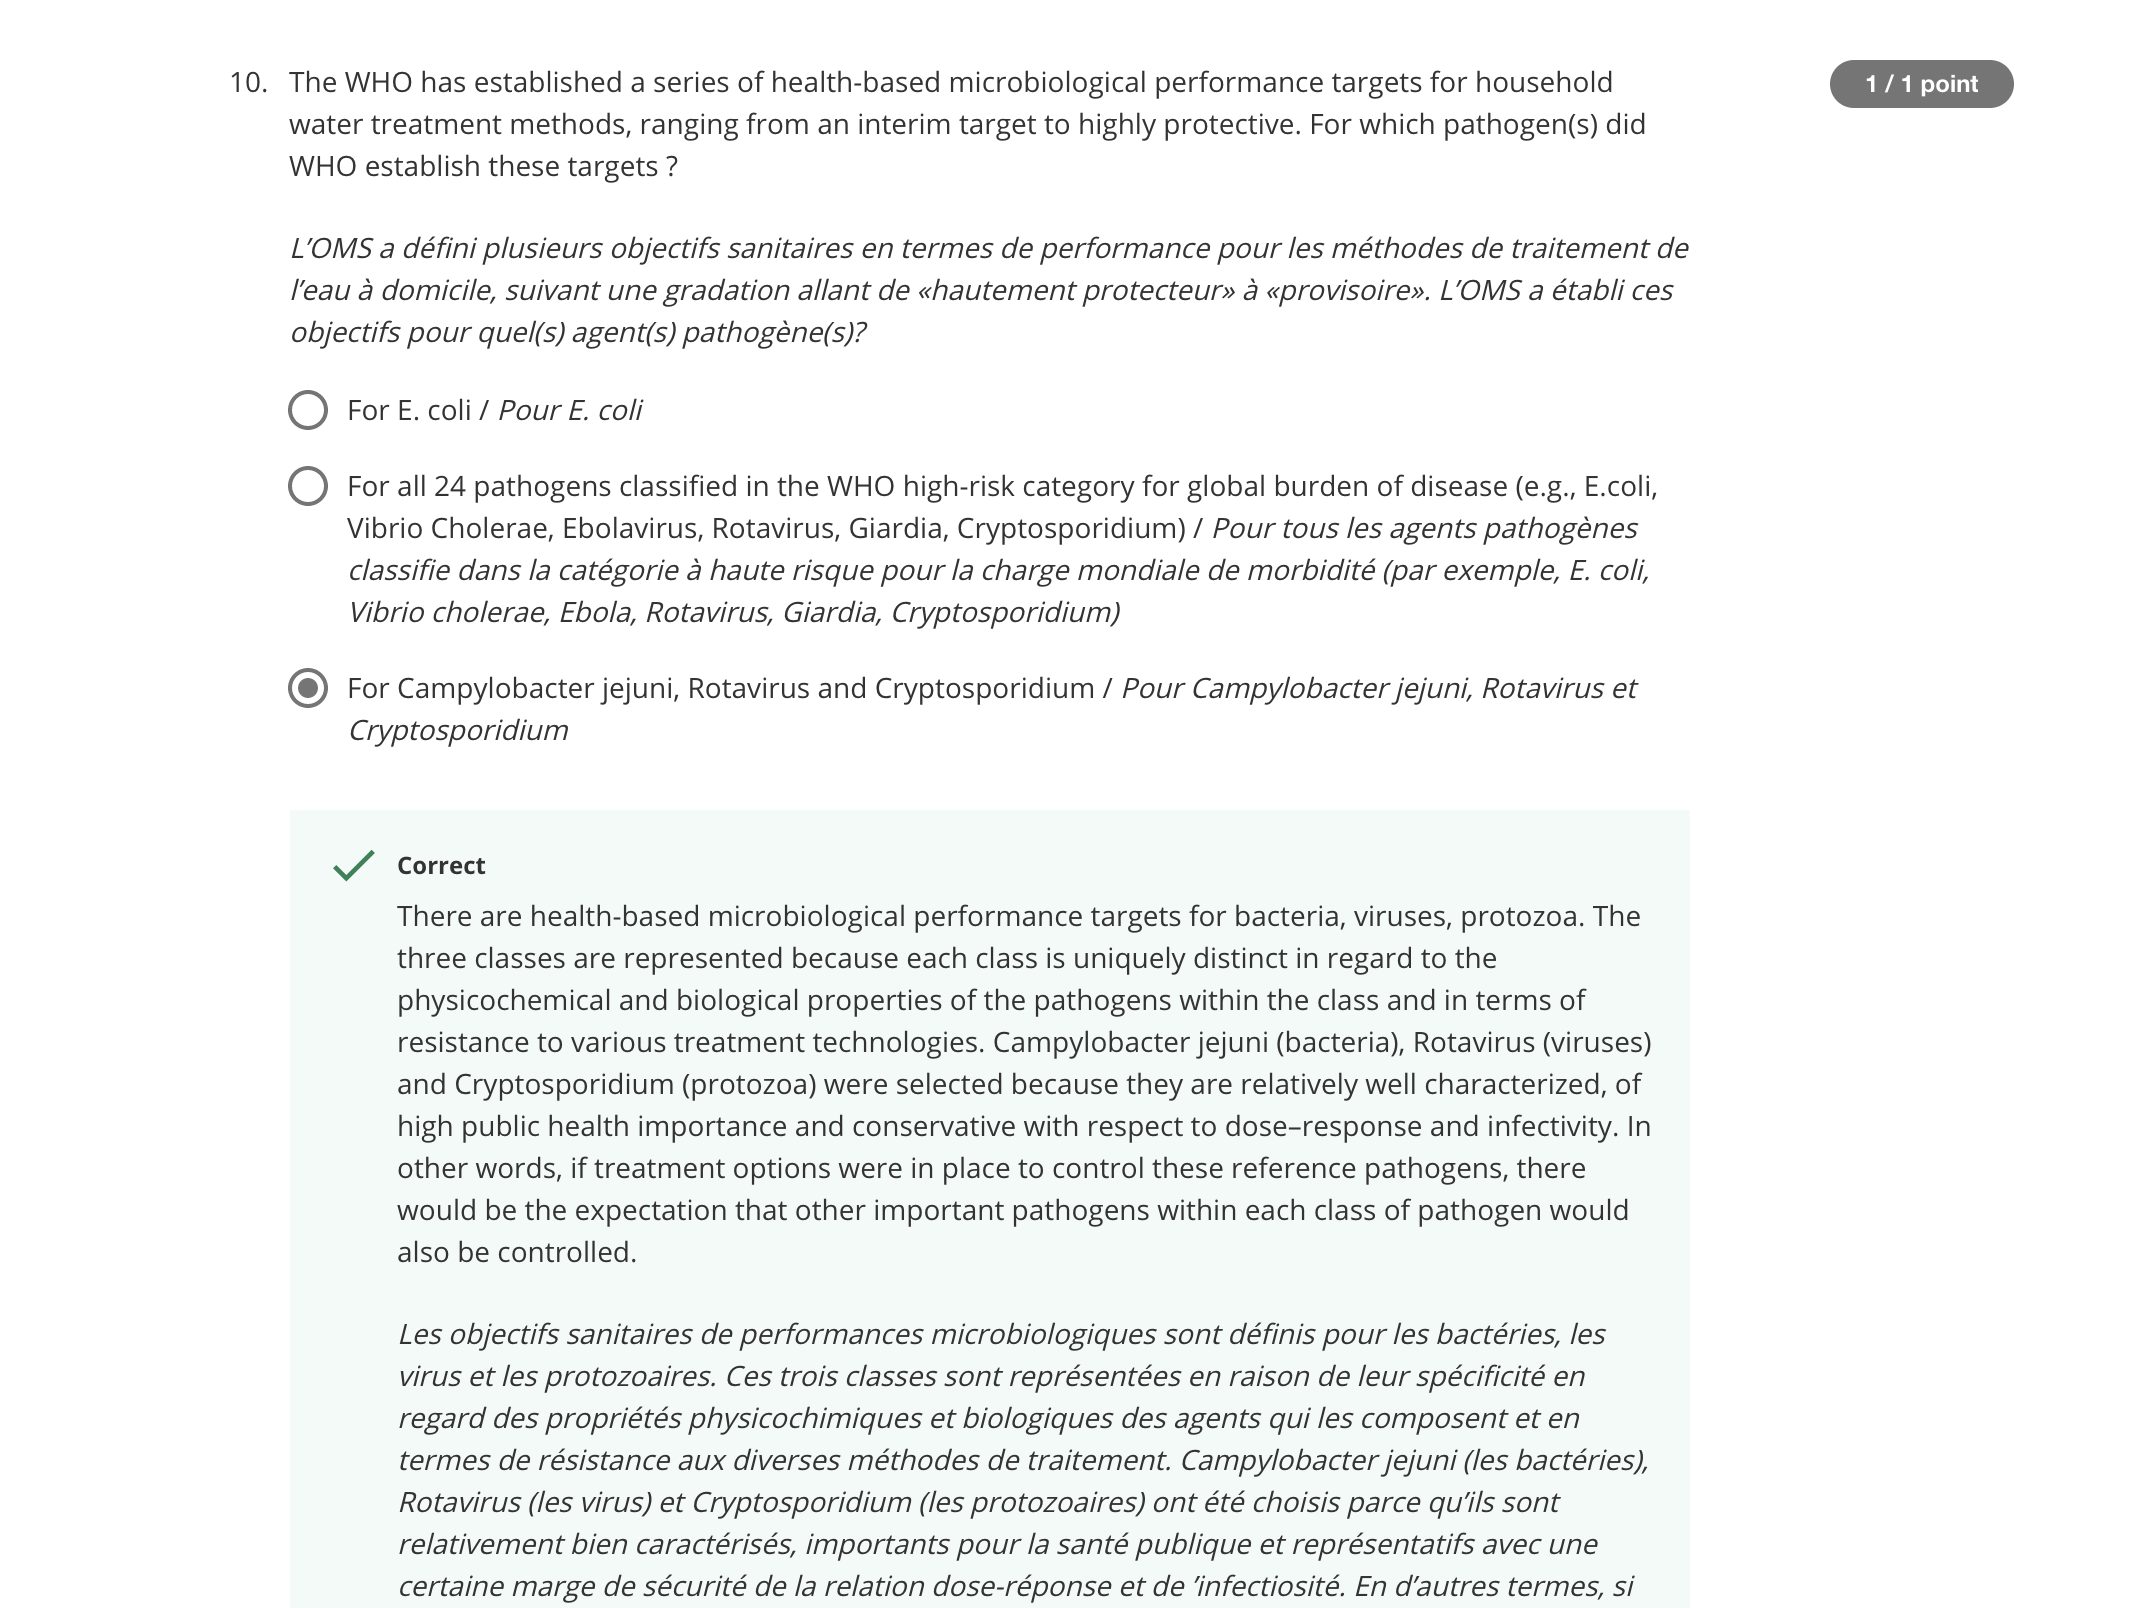 10. The WHO has established a series of health-based microbiological performance targets for household
1 / 1 point
water treatment methods, ranging from an interim target to highly protective. For which pathogen(s) did
WHO establish these targets ?
L’OMS a défini plusieurs objectifs sanitaires en termes de performance pour les méthodes de traitement de
l’eau à domicile, suivant une gradation allant de «hautement protecteur» à «provisoire». L’OMS a établi ces
objectifs pour quel(s) agent(s) pathogène(s)?
For E. coli / Pour E. coli
For all 24 pathogens classified in the WHO high-risk category for global burden of disease (e.g., E.coli,
Vibrio Cholerae, Ebolavirus, Rotavirus, Giardia, Cryptosporidium) / Pour tous les agents pathogènes
classifie dans la catégorie à haute risque pour la charge mondiale de morbidité (par exemple, E. coli,
Vibrio cholerae, Ebola, Rotavirus, Giardia, Cryptosporidium)
For Campylobacter jejuni, Rotavirus and Cryptosporidium / Pour Campylobacter jejuni, Rotavirus et
Cryptosporidium
Correct
There are health-based microbiological performance targets for bacteria, viruses, protozoa. The
three classes are represented because each class is uniquely distinct in regard to the
physicochemical and biological properties of the pathogens within the class and in terms of
resistance to various treatment technologies. Campylobacter jejuni (bacteria), Rotavirus (viruses)
and Cryptosporidium (protozoa) were selected because they are relatively well characterized, of
high public health importance and conservative with respect to dose–response and infectivity. In
other words, if treatment options were in place to control these reference pathogens, there
would be the expectation that other important pathogens within each class of pathogen would
also be controlled.
Les objectifs sanitaires de performances microbiologiques sont définis pour les bactéries, les
virus et les protozoaires. Ces trois classes sont représentées en raison de leur spécificité en
regard des propriétés physicochimiques et biologiques des agents qui les composent et en
termes de résistance aux diverses méthodes de traitement. Campylobacter jejuni (les bactéries),
Rotavirus (les virus) et Cryptosporidium (les protozoaires) ont été choisis parce qu’ils sont
relativement bien caractérisés, importants pour la santé publique et représentatifs avec une
certaine marge de sécurité de la relation dose-réponse et de ’infectiosité. En d’autres termes, si